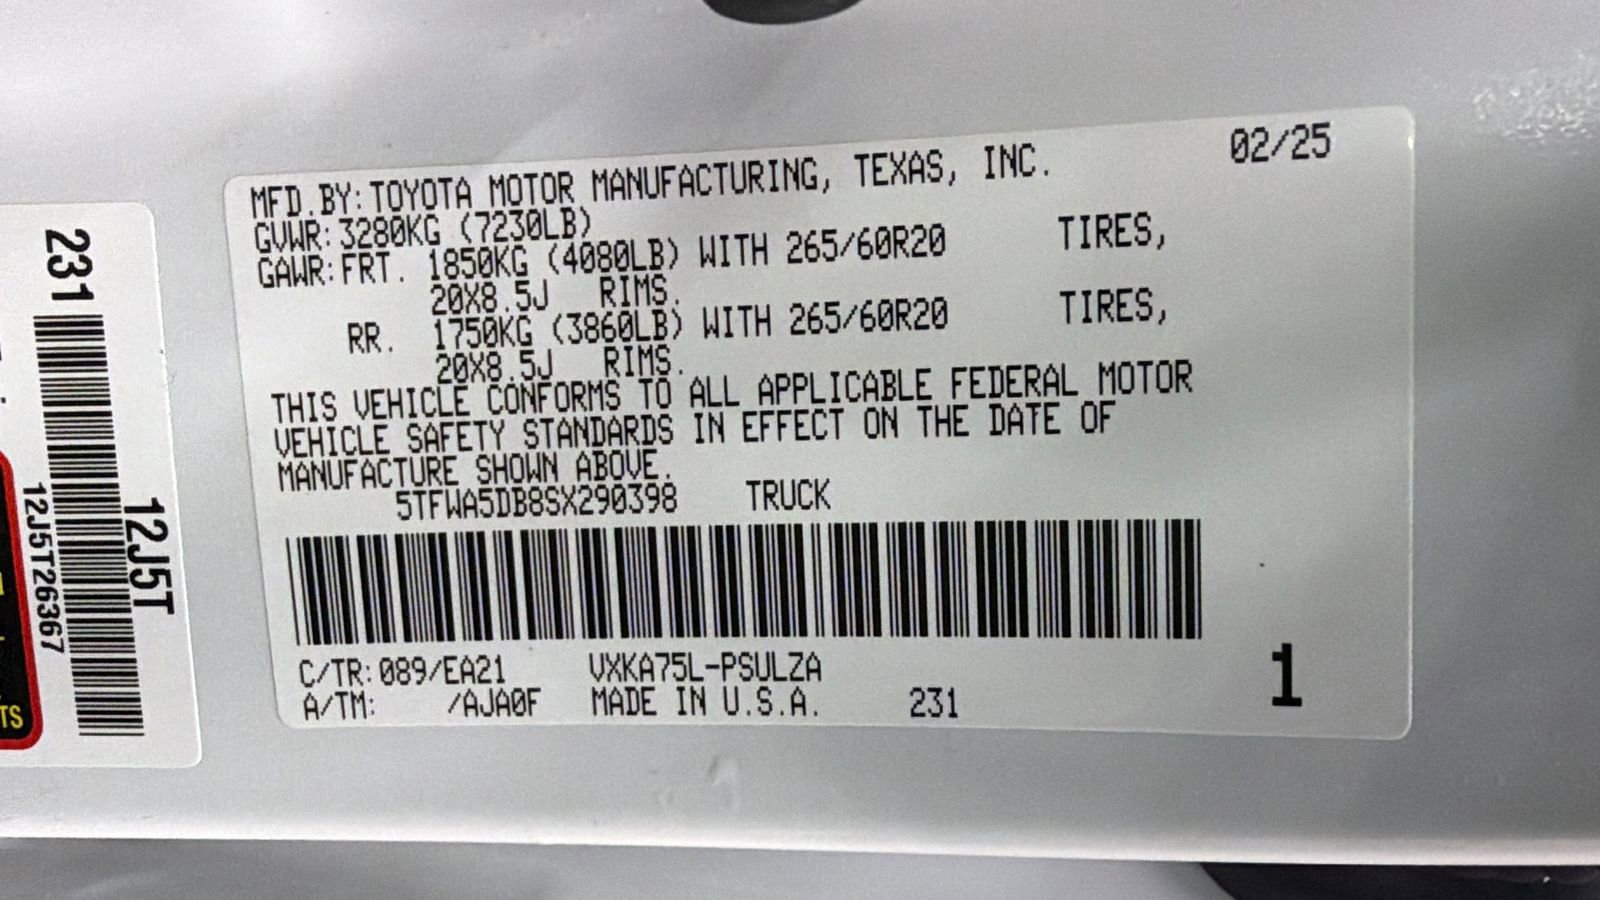 MFD.BY:TOYOTA MOTOR MANUFACTURING, TEXAS, INC. 02/25
GVWR:3280KG (7230LB)
GAWR:FRT. 1850KG (4080LB) WITH 265/60R20 TIRES,
20X8.5J RIMS.
RR. 1750KG (3860LB) WITH 265/60R20 TIRES,
20X8.5J RIMS.
THIS VEHICLE CONFORMS TO ALL APPLICABLE FEDERAL MOTOR
VEHICLE SAFETY STANDARDS IN EFFECT ON THE DATE OF
MANUFACTURE SHOWN ABOVE.
5TFWA5DB8SX290398 TRUCK
C/TR:089/EA21 VXKA75L-PSULZA
A/TM: /AJA0F MADE IN U.S.A. 231
1
231
12J5T
12J5T26367
TS